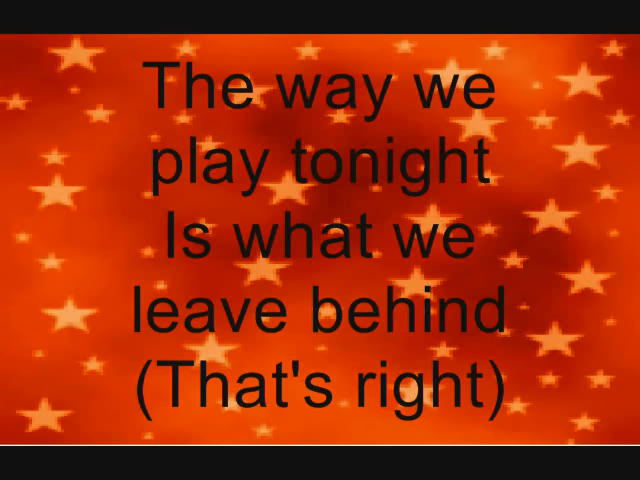 The way we
play tonight
Is what we
leave behind
(That's right)